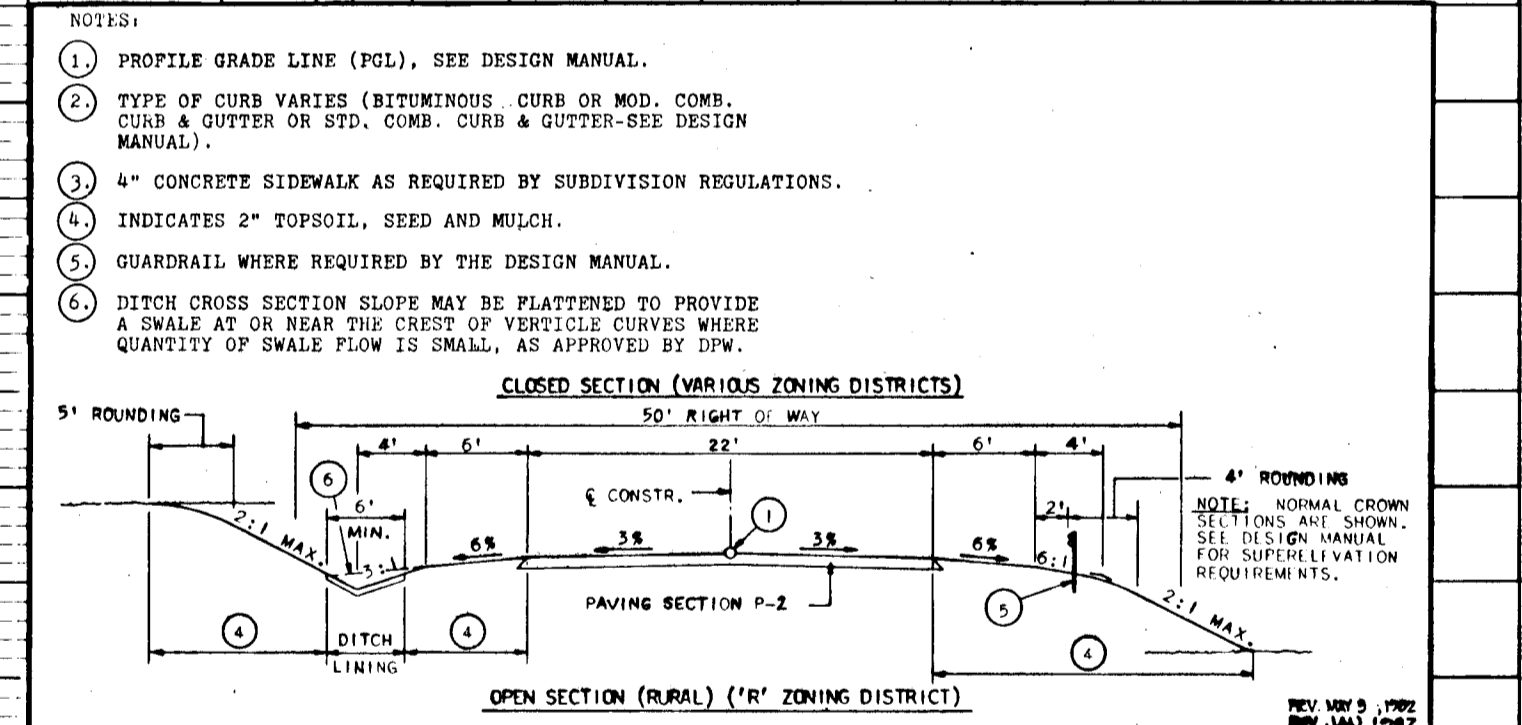 NOTES:
1. PROFILE GRADE LINE (PGL), SEE DESIGN MANUAL.
2. TYPE OF CURB VARIES (BITUMINOUS CURB OR MOD. COMB.
CURB & GUTTER OR STD. COMB. CURB & GUTTER-SEE DESIGN
MANUAL).
3. 4" CONCRETE SIDEWALK AS REQUIRED BY SUBDIVISION REGULATIONS.
4. INDICATES 2" TOPSOIL, SEED AND MULCH.
5. GUARDRAIL WHERE REQUIRED BY THE DESIGN MANUAL.
6. DITCH CROSS SECTION SLOPE MAY BE FLATTENED TO PROVIDE
A SWALE AT OR NEAR THE CREST OF VERTICLE CURVES WHERE
QUANTITY OF SWALE FLOW IS SMALL, AS APPROVED BY DPW.
CLOSED SECTION (VARIOUS ZONING DISTRICTS)
5' ROUNDING
50' RIGHT OF WAY
4' 6' 22' 6' 4'
4' ROUNDING
6
6'
MIN.
℄ CONSTR.
1
2'
NOTE: NORMAL CROWN
SECTIONS ARE SHOWN.
SEE DESIGN MANUAL
FOR SUPERELEVATION
REQUIREMENTS.
2:1 MAX.
3:1
6% 3% 3% 6%
6:1
2:1 MAX.
PAVING SECTION P-2
5
4
DITCH
LINING
4
4
OPEN SECTION (RURAL) ('R' ZONING DISTRICT)
REV. MAY
REV.